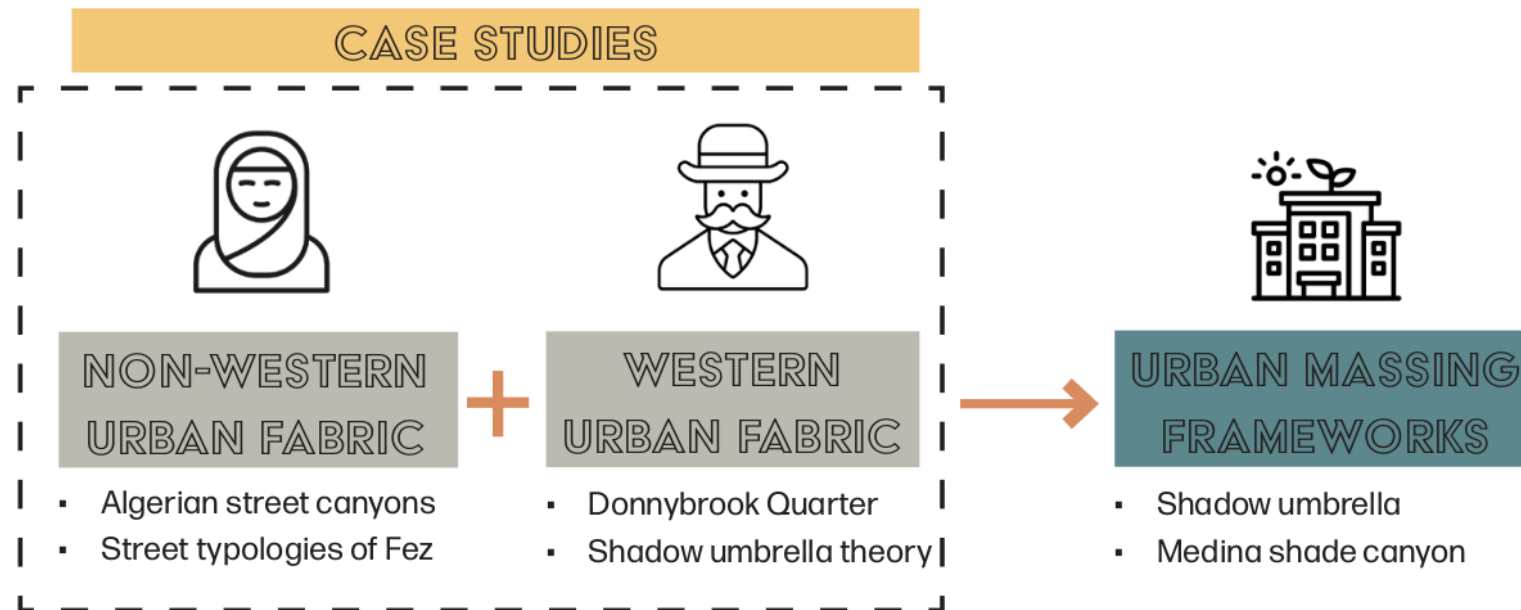 CASE STUDIES
NON-WESTERN
URBAN FABRIC
▪ Algerian street canyons
▪ Street typologies of Fez
WESTERN
URBAN FABRIC
▪ Donnybrook Quarter
▪ Shadow umbrella theory
URBAN MASSING
FRAMEWORKS
▪ Shadow umbrella
▪ Medina shade canyon